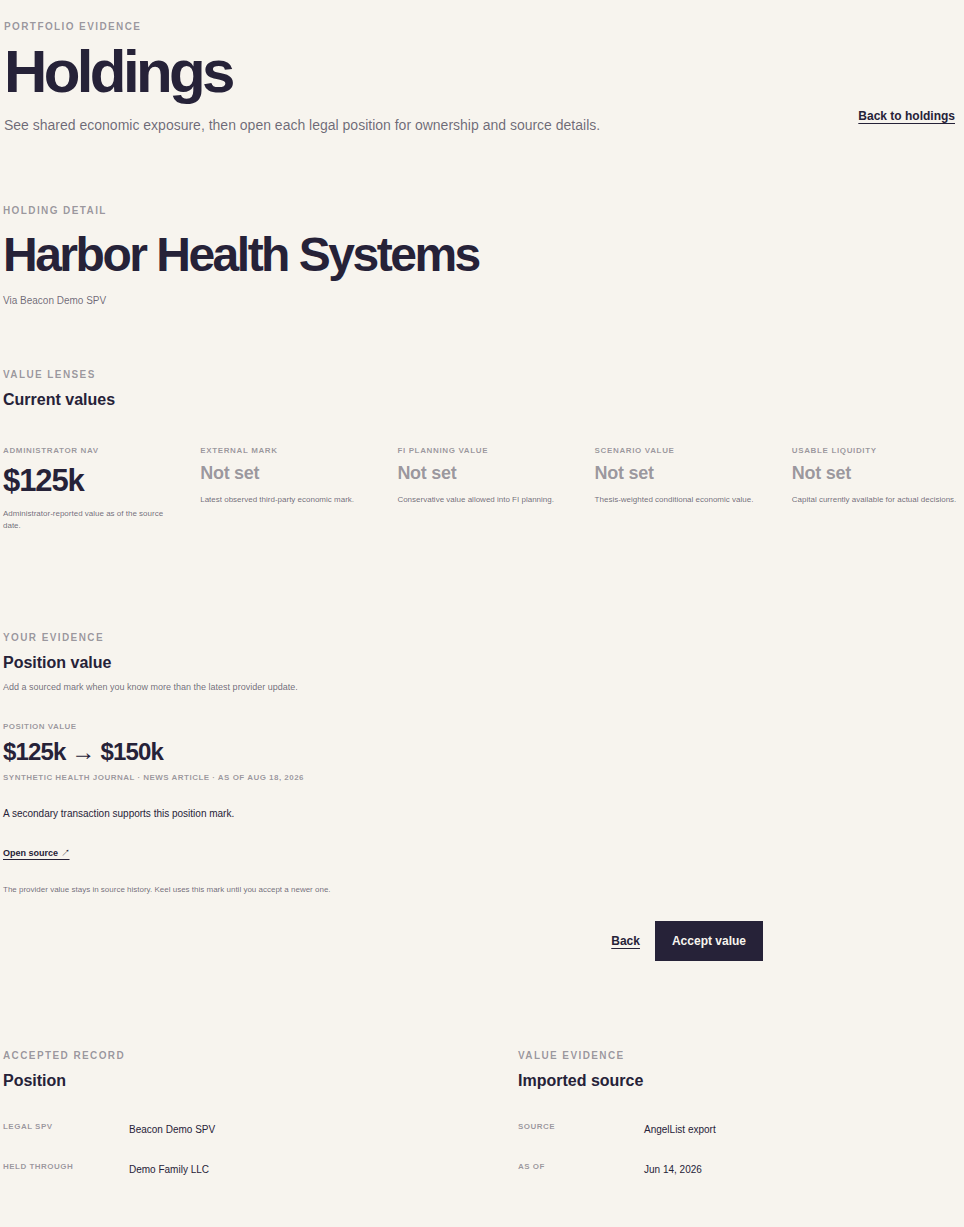 PORTFOLIO EVIDENCE
Holdings
See shared economic exposure, then open each legal position for ownership and source details.
Back to holdings
HOLDING DETAIL
Harbor Health Systems
Via Beacon Demo SPV
VALUE LENSES
Current values
ADMINISTRATOR NAV
$125k
Administrator-reported value as of the source
date.
EXTERNAL MARK
Not set
Latest observed third-party economic mark.
FI PLANNING VALUE
Not set
Conservative value allowed into FI planning.
SCENARIO VALUE
Not set
Thesis-weighted conditional economic value.
USABLE LIQUIDITY
Not set
Capital currently available for actual decisions.
YOUR EVIDENCE
Position value
Add a sourced mark when you know more than the latest provider update.
POSITION VALUE
$125k → $150k
SYNTHETIC HEALTH JOURNAL · NEWS ARTICLE · AS OF AUG 18, 2026
A secondary transaction supports this position mark.
Open source ↗
The provider value stays in source history. Keel uses this mark until you accept a newer one.
Back
Accept value
ACCEPTED RECORD
Position
LEGAL SPV
Beacon Demo SPV
HELD THROUGH
Demo Family LLC
VALUE EVIDENCE
Imported source
SOURCE
AngelList export
AS OF
Jun 14, 2026